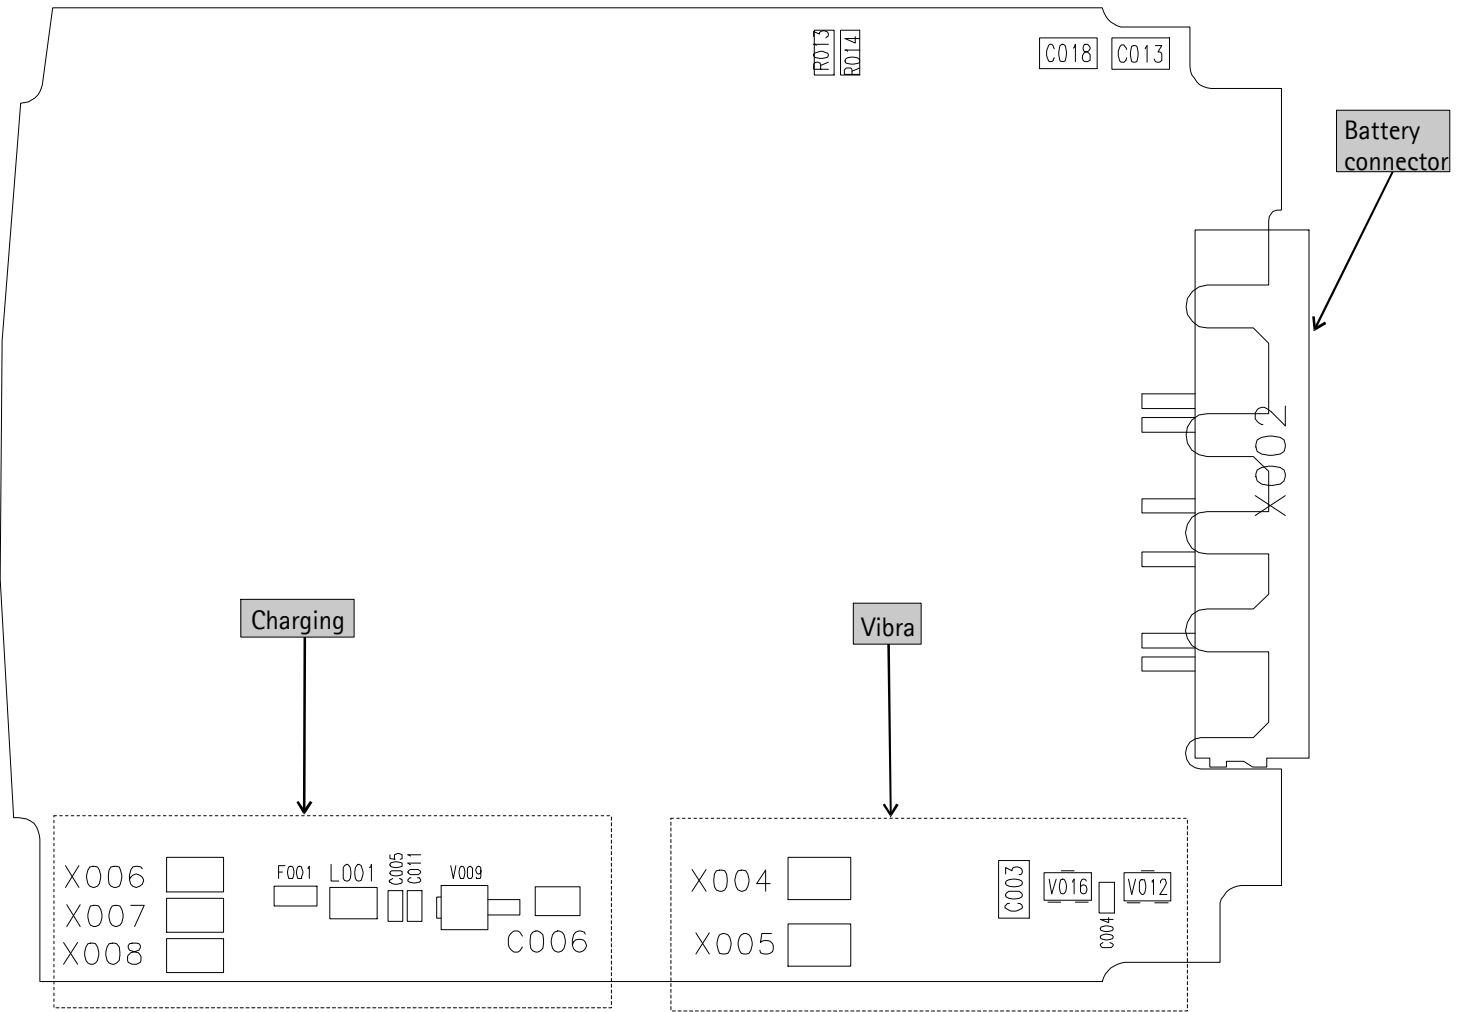 R013
R014
C018
C013
Battery
connector
X002
Charging
Vibra
X006
X007
X008
F001
L001
C005
C011
V009
C006
X004
X005
C003
V016
C004
V012